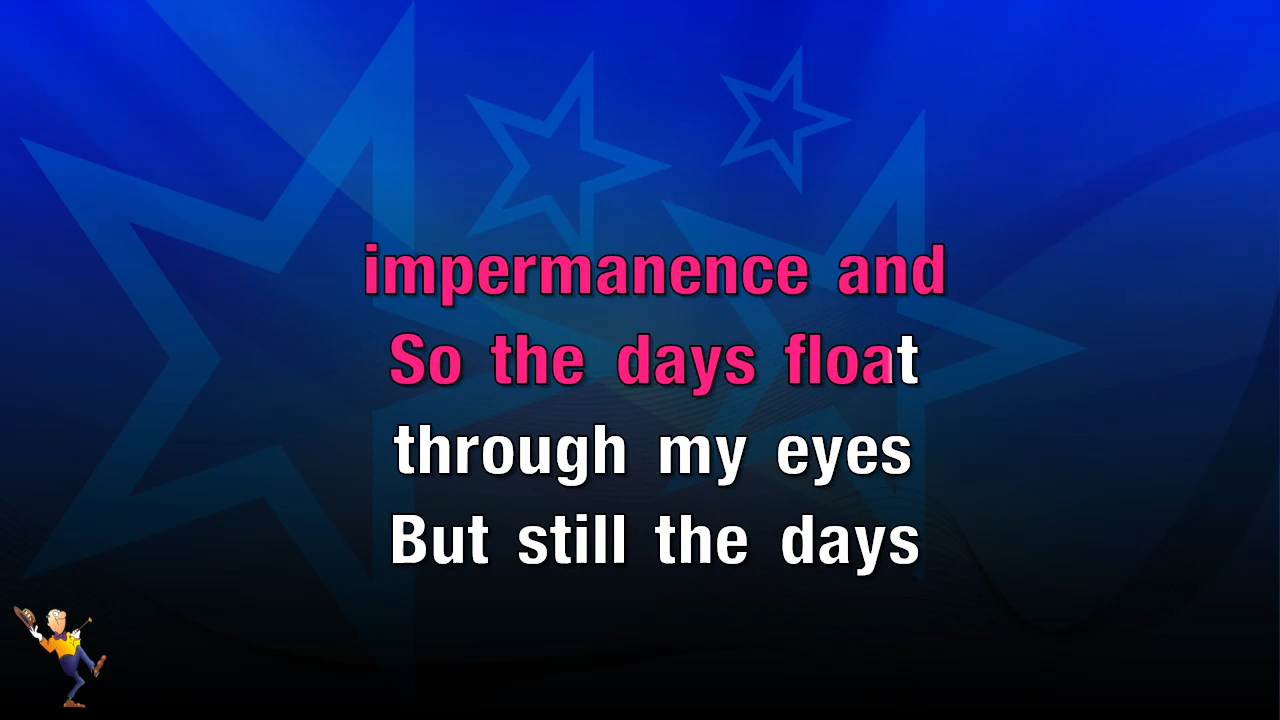 impermanence and
So the days float
through my eyes
But still the days